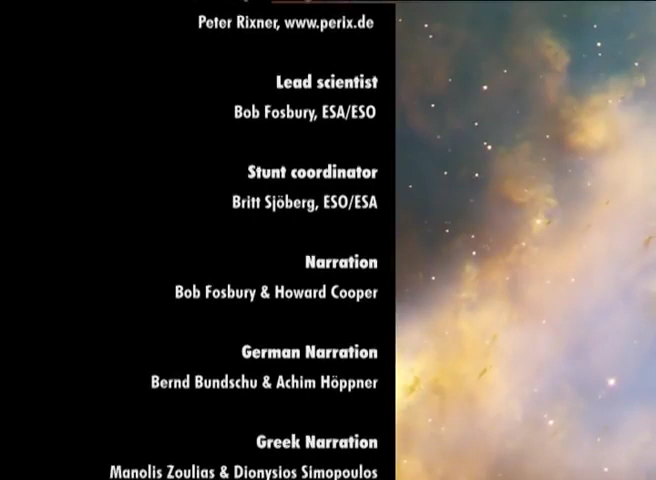 Peter Rixner, www.perix.de
Lead scientist
Bob Fosbury, ESA/ESO
Stunt coordinator
Britt Sjöberg, ESO/ESA
Narration
Bob Fosbury & Howard Cooper
German Narration
Bernd Bundschu & Achim Höppner
Greek Narration
Manolis Zoulias & Dionysios Simopoulos